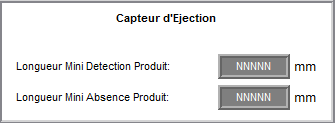 Capteur d'Ejection
Longueur Mini Detection Produit: NNNNN mm
Longueur Mini Absence Produit: NNNNN mm